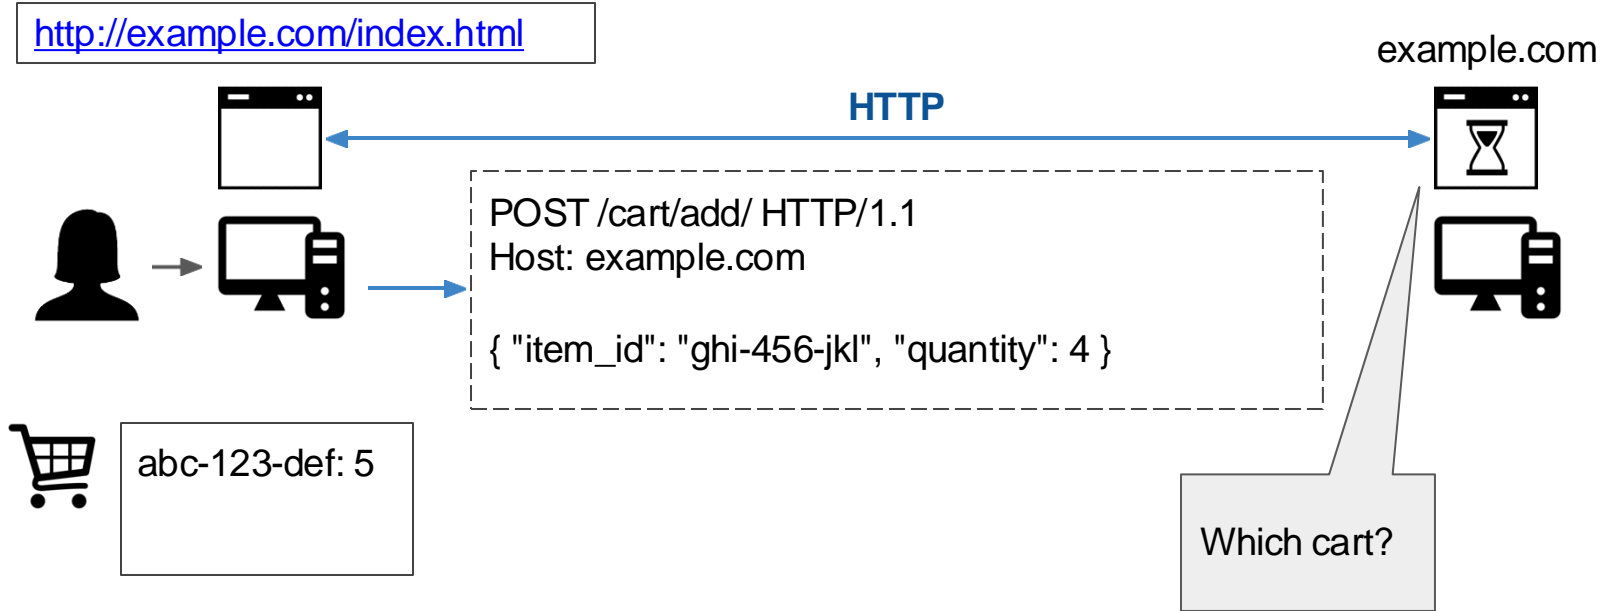 http://example.com/index.html
example.com
HTTP
POST /cart/add/ HTTP/1.1
Host: example.com
{ "item_id": "ghi-456-jkl", "quantity": 4 }
abc-123-def: 5
Which cart?